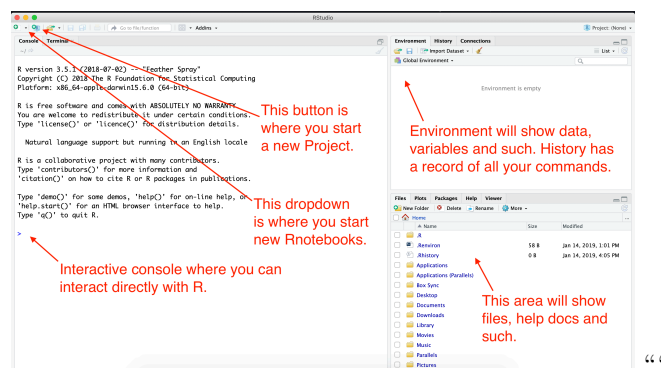 RStudio
Go to file/function
Addins
Project: (None)
Console Terminal
~/
R version 3.5.1 (2018-07-02) -- "Feather Spray"
Copyright (C) 2018 The R Foundation for Statistical Computing
Platform: x86_64-apple-darwin15.6.0 (64-bit)
R is free software and comes with ABSOLUTELY NO WARRANTY.
You are welcome to redistribute it under certain conditions.
Type 'license()' or 'licence()' for distribution details.
Natural language support but running in an English locale
R is a collaborative project with many contributors.
Type 'contributors()' for more information and
'citation()' on how to cite R or R packages in publications.
Type 'demo()' for some demos, 'help()' for on-line help, or
'help.start()' for an HTML browser interface to help.
Type 'q()' to quit R.
>
This button is
where you start
a new Project.
This dropdown
is where you start
new Rnotebooks.
Interactive console where you can
interact directly with R.
Environment History Connections
Import Dataset
List
Global Environment
Environment is empty
Environment will show data,
variables and such. History has
a record of all your commands.
Files Plots Packages Help Viewer
New Folder Delete Rename More
Home
Name Size Modified
.R
.Renviron 58 B Jan 14, 2019, 1:01 PM
.Rhistory 0 B Jan 14, 2019, 4:05 PM
Applications
Applications (Parallels)
Box Sync
Desktop
Documents
Downloads
Library
Movies
Music
Parallels
Pictures
This area will show
files, help docs and
such.
“